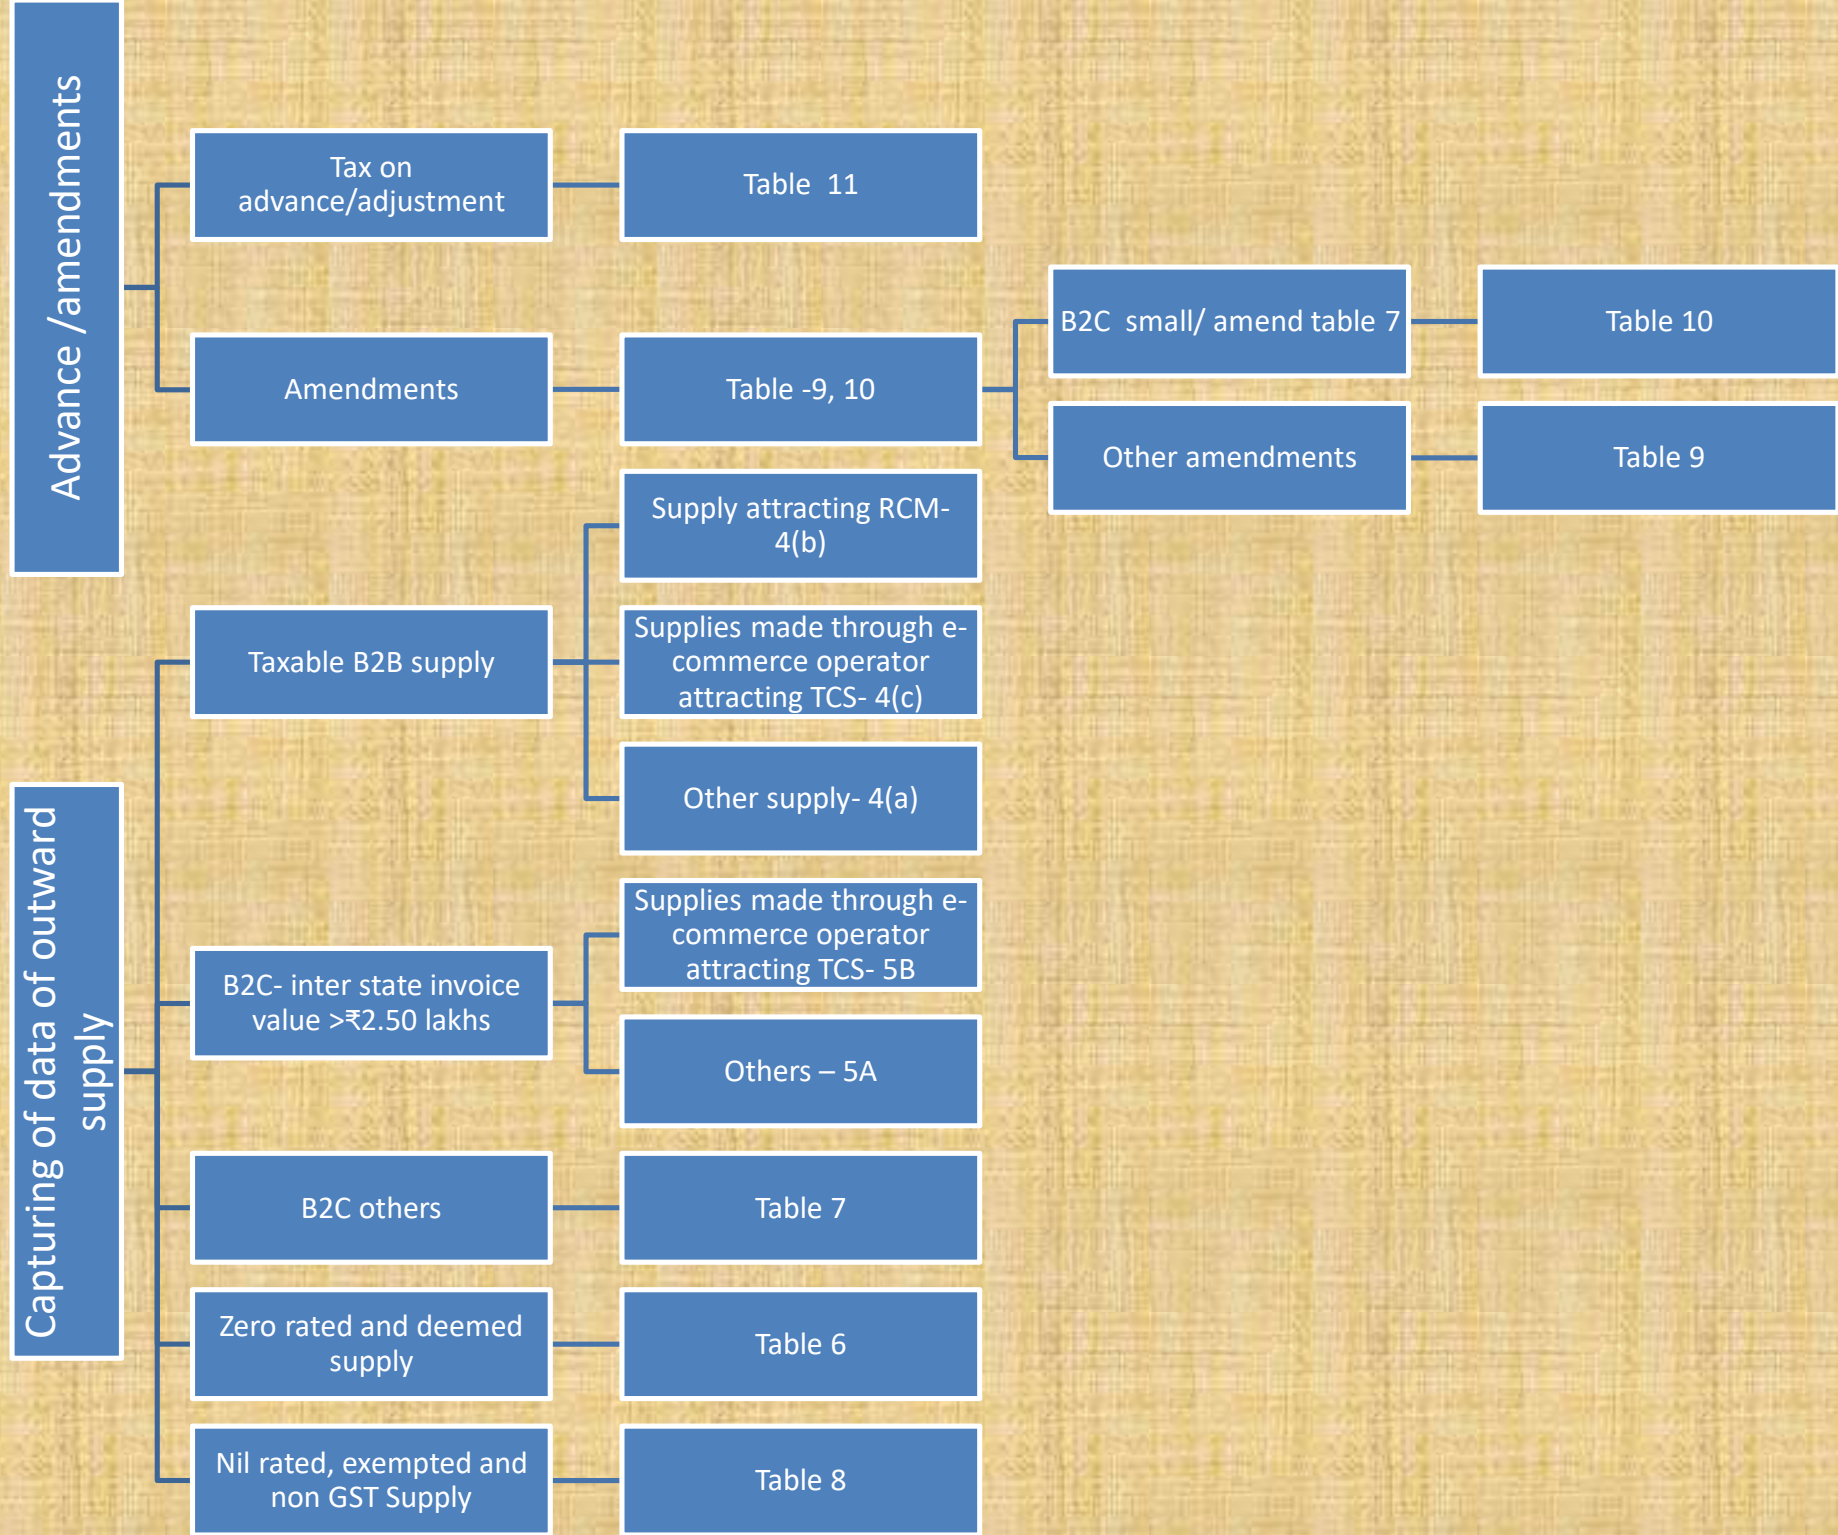 Advance /amendments
Tax on
advance/adjustment
Table 11
Amendments
Table -9, 10
B2C small/ amend table 7
Table 10
Other amendments
Table 9
Capturing of data of outward
supply
Taxable B2B supply
Supply attracting RCM-
4(b)
Supplies made through e-
commerce operator
attracting TCS- 4(c)
Other supply- 4(a)
B2C- inter state invoice
value >₹2.50 lakhs
Supplies made through e-
commerce operator
attracting TCS- 5B
Others – 5A
B2C others
Table 7
Zero rated and deemed
supply
Table 6
Nil rated, exempted and
non GST Supply
Table 8